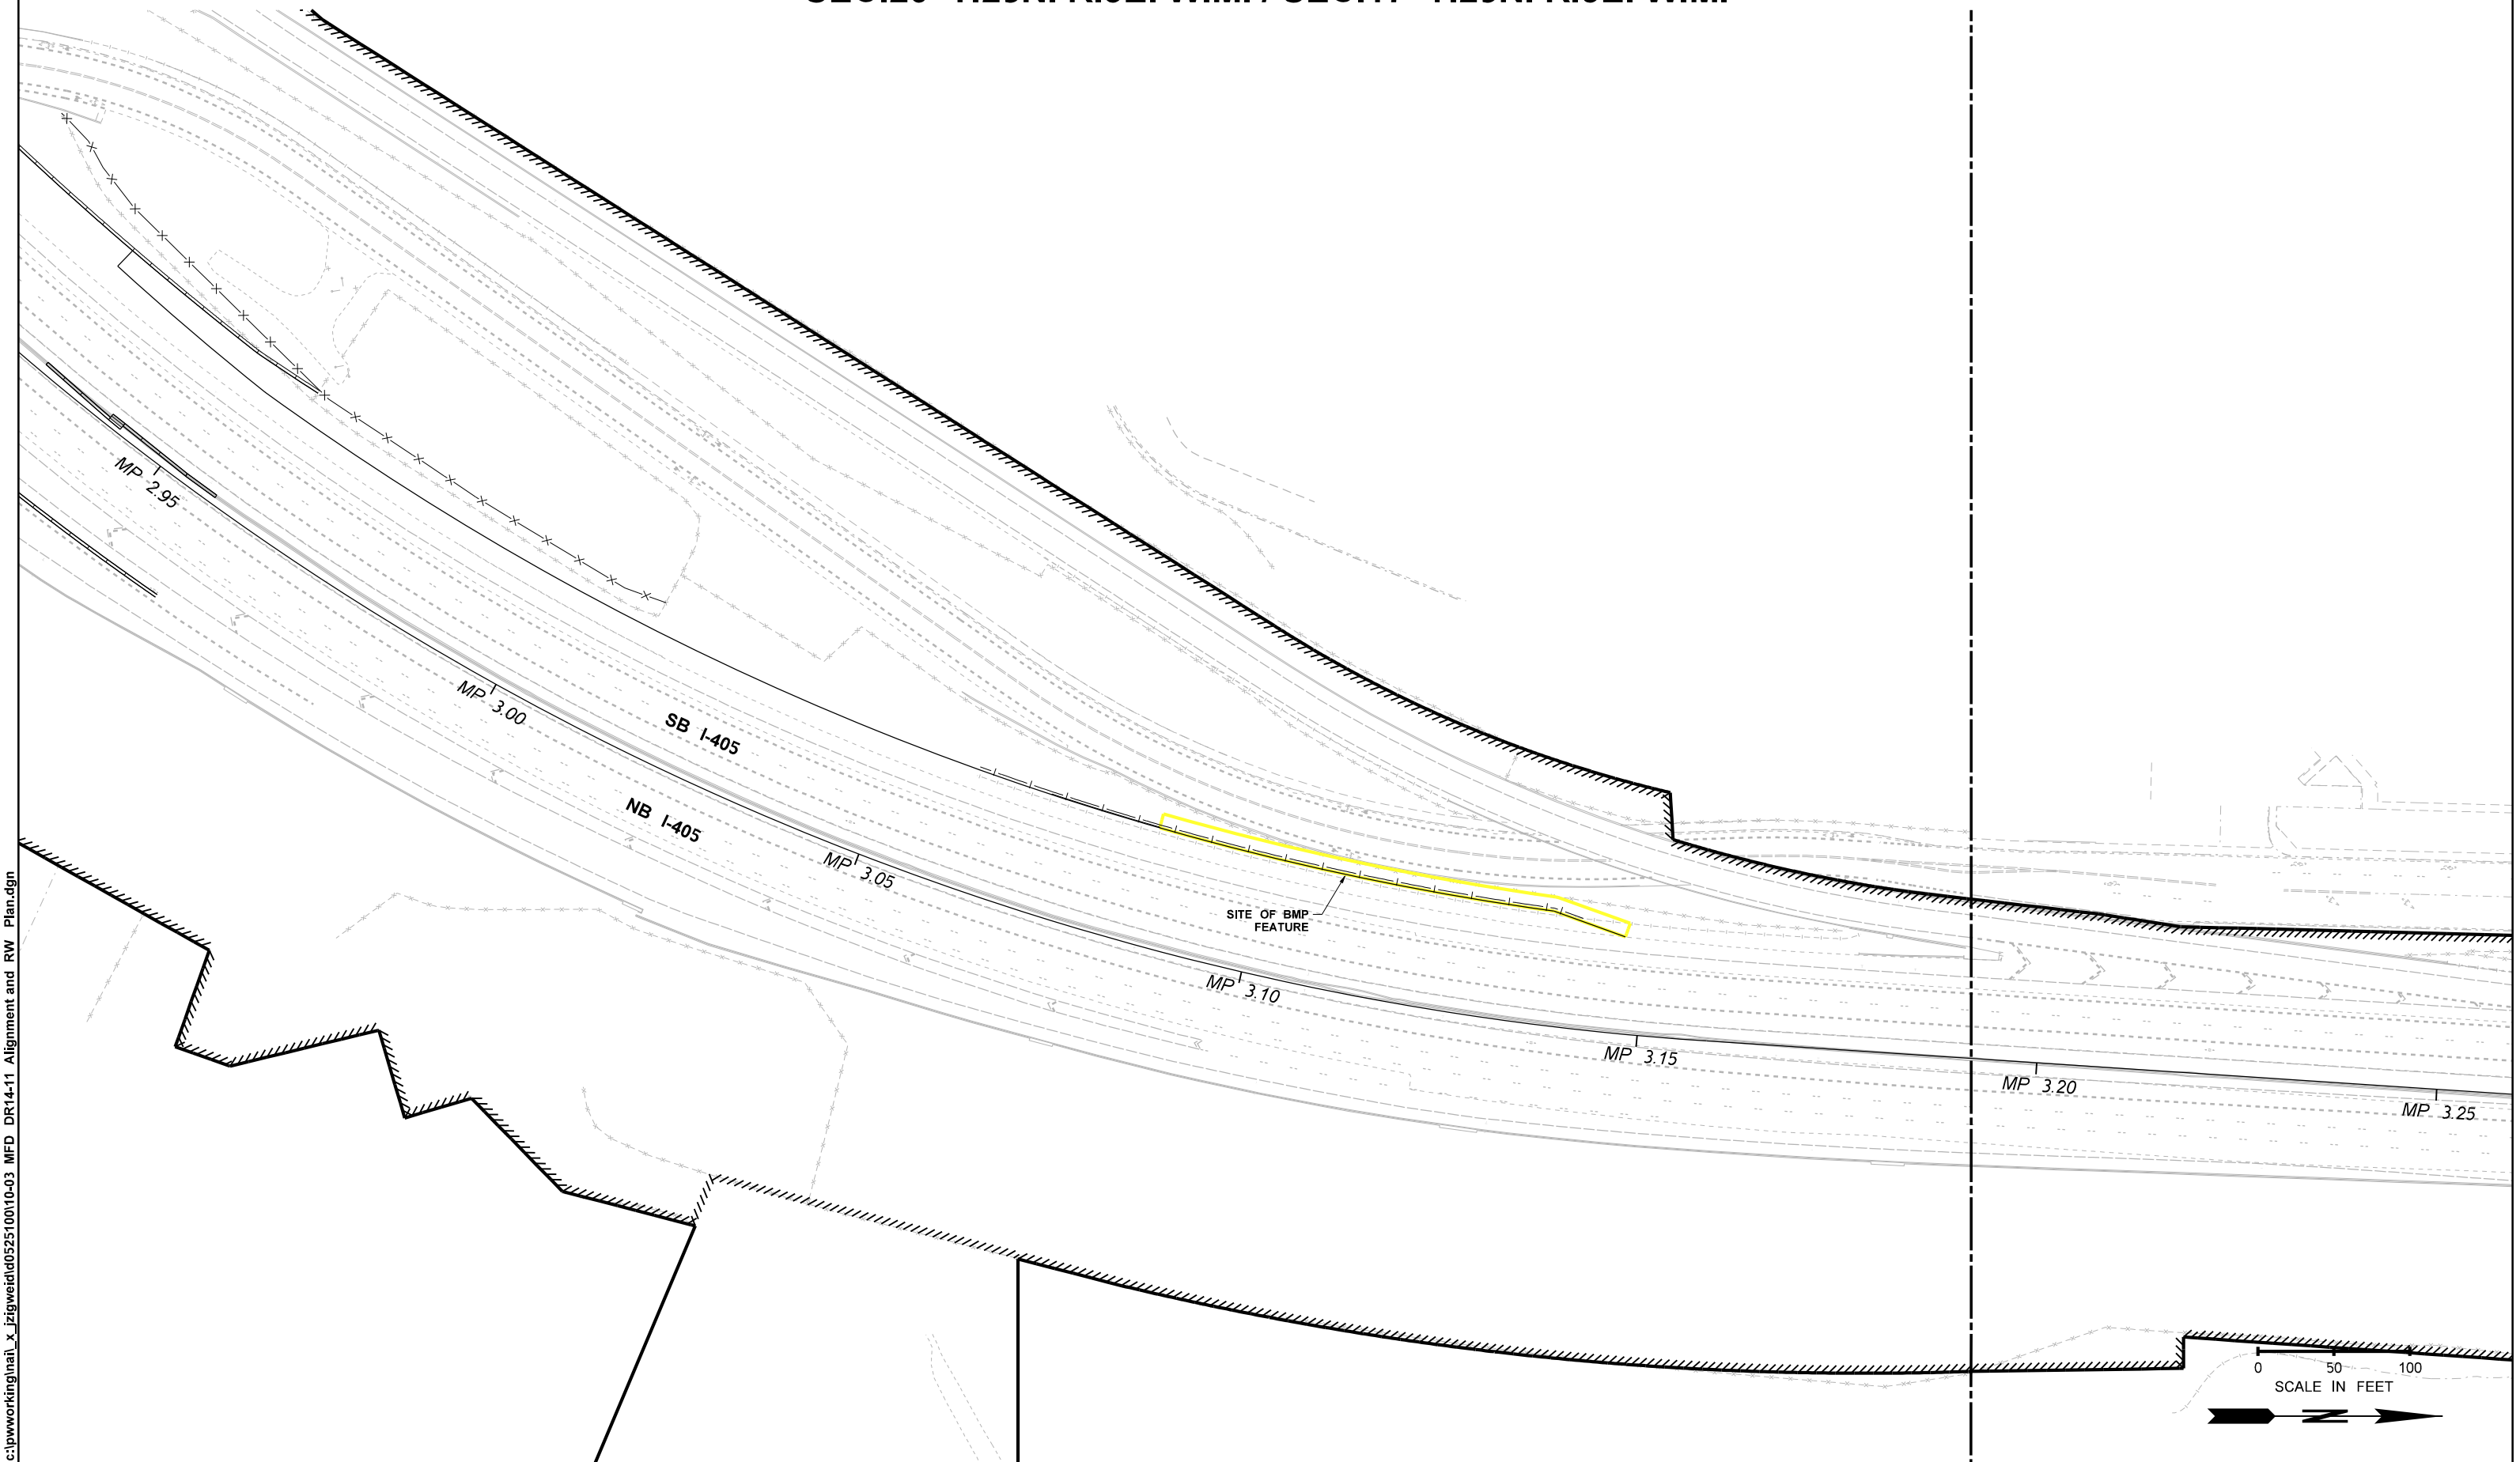 MP 2.95
MP 3.00
SB I-405
NB I-405
MP 3.05
SITE OF BMP
FEATURE
MP 3.10
MP 3.15
MP 3.20
MP 3.25
0 50 100
SCALE IN FEET
N
c:\pwworking\nai\_x_jzigweid\d0525100\10-03 MFD DR14-11 Alignment and RW Plan.dgn